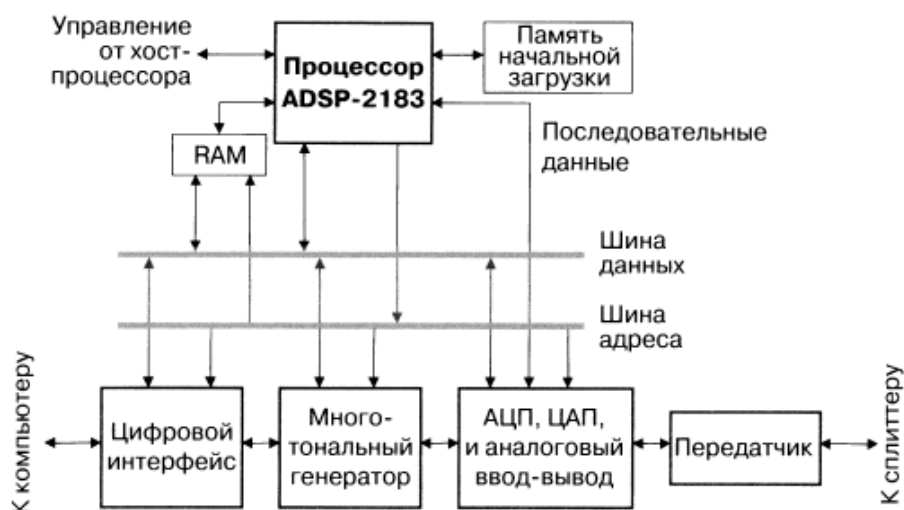 Управление
от хост-
процессора
Процессор
ADSP-2183
Память
начальной
загрузки
RAM
Последовательные
данные
Шина
данных
Шина
адреса
К компьютеру
Цифровой
интерфейс
Много-
тональный
генератор
АЦП, ЦАП,
и аналоговый
ввод-вывод
Передатчик
К сплиттеру